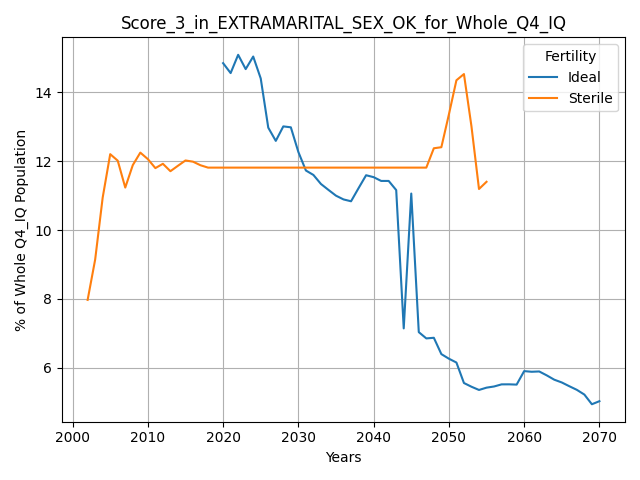 Score_3_in_EXTRAMARITAL_SEX_OK_for_Whole_Q4_IQ
Fertility
Ideal
Sterile
% of Whole Q4_IQ Population
14
12
10
8
6
2000 2010 2020 2030 2040 2050 2060 2070
Years